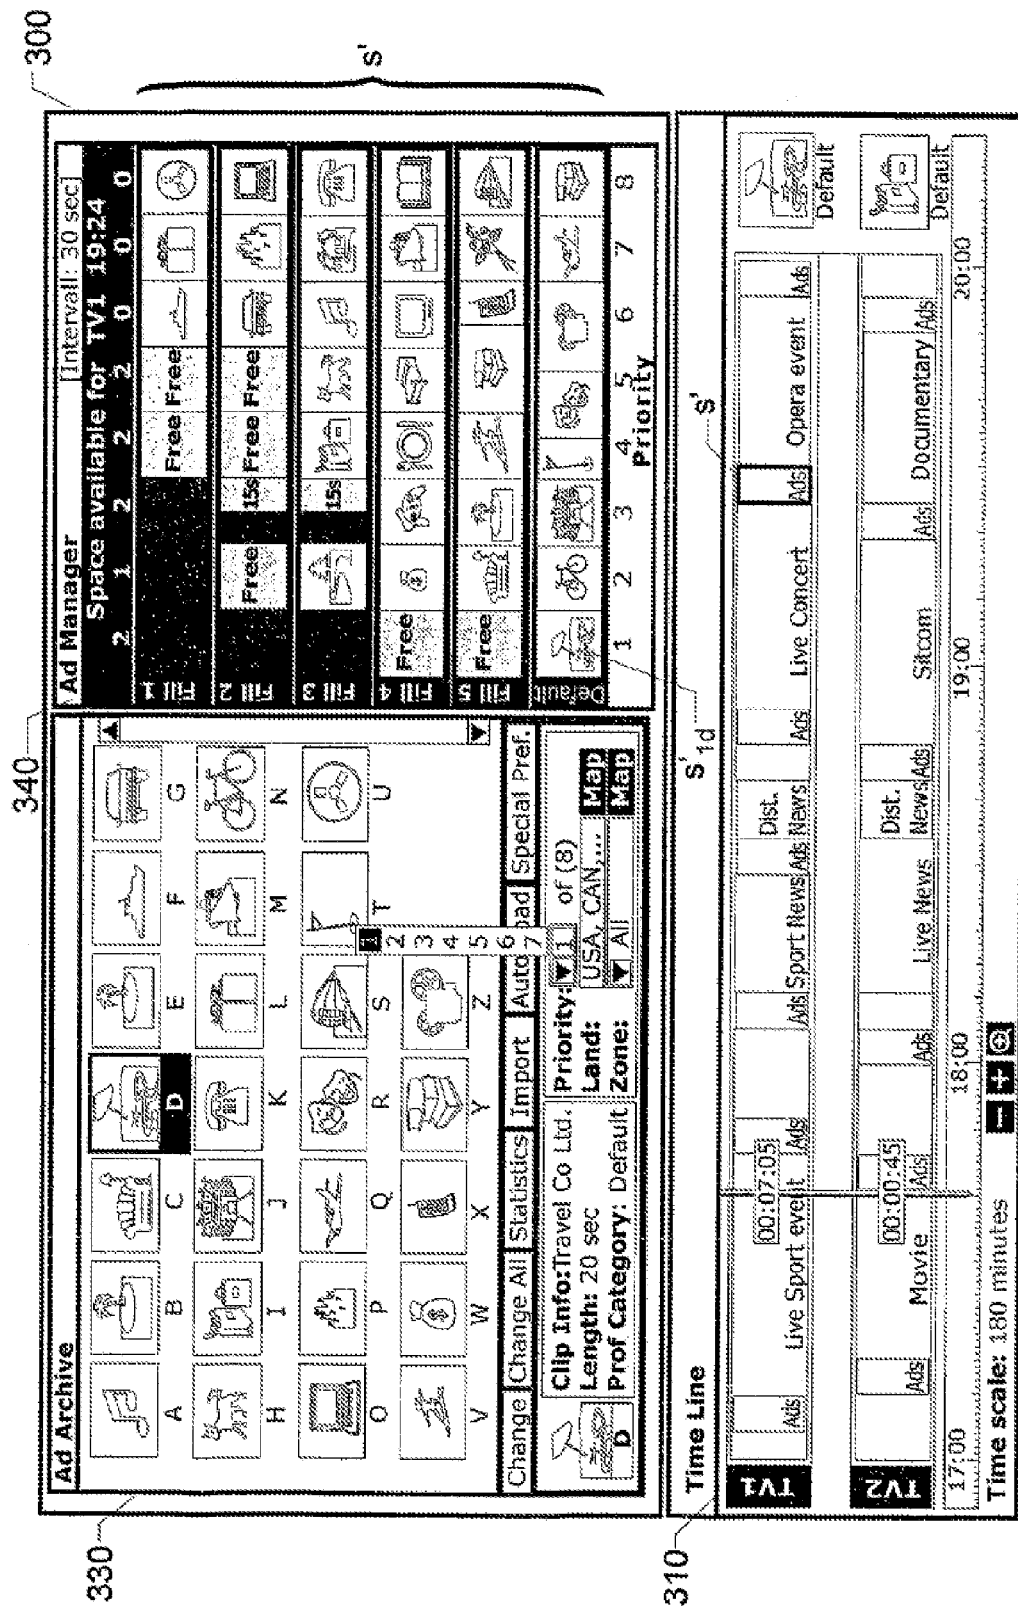 300
340
330
310
S'
S'
S'1d
Ad Archive
A B C D E F G
H I J K L M N
O P Q R S T U
V W X Y Z
1
2
3
4
5
6
7
Change Change All Statistics Import Auto oad Special Pref.
D
Clip Info:Travel Co Ltd.
Length: 20 sec
Prof Category: Default
Priority: 1 of (8)
Land: USA, CAN,... Map
Zone: All Map
Ad Manager [Intervall: 30 sec]
Space available for TV1 19:24
2 1 2 2 2 0 0 0
Fill 1 Free Free
Fill 2 Free 15s Free Free
Fill 3 15s
Fill 4 Free
Fill 5 Free
Default
1 2 3 4 5 6 7 8
Priority
Time Line
TV1 Ads Live Sport event 00:07:05 Ads Ads Sport News Ads Dist. News Ads Live Concert Ads Opera event Ads Default
TV2 Ads Movie 00:00:45 Ads Ads Live News Dist. News Ads Sitcom Ads Documentary Ads Default
17:00 18:00 19:00 20:00
Time scale: 180 minutes − +